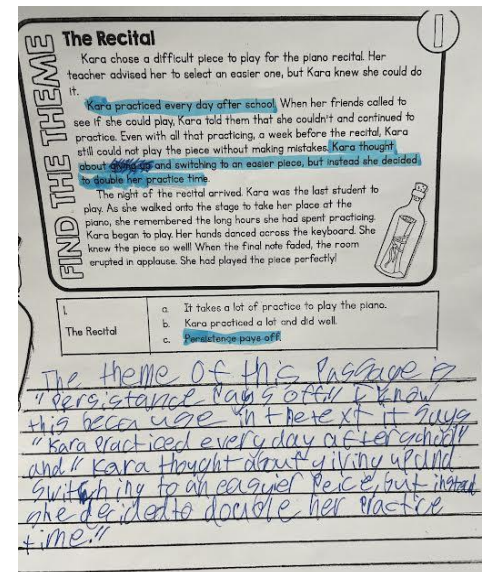 1
FIND THE THEME
The Recital
Kara chose a difficult piece to play for the piano recital. Her
teacher advised her to select an easier one, but Kara knew she could do
it.
Kara practiced every day after school. When her friends called to
see if she could play, Kara told them that she couldn't and continued to
practice. Even with all that practicing, a week before the recital, Kara
still could not play the piece without making mistakes. Kara thought
about giving up and switching to an easier piece, but instead she decided
to double her practice time.
The night of the recital arrived. Kara was the last student to
play. As she walked onto the stage to take her place at the
piano, she remembered the long hours she had spent practicing.
Kara began to play. Her hands danced across the keyboard. She
knew the piece so well! When the final note faded, the room
erupted in applause. She had played the piece perfectly!
1.
The Recital
a. It takes a lot of practice to play the piano.
b. Kara practiced a lot and did well.
c. Persistence pays off.
The theme of this Passage is
"Persistance Pays off." I know
this because in the text it says
"Kara Practiced every day after school"
and "Kara thought about giving up and
Switching to an easyier Peice, but instead
she decided to double her Practice
time."